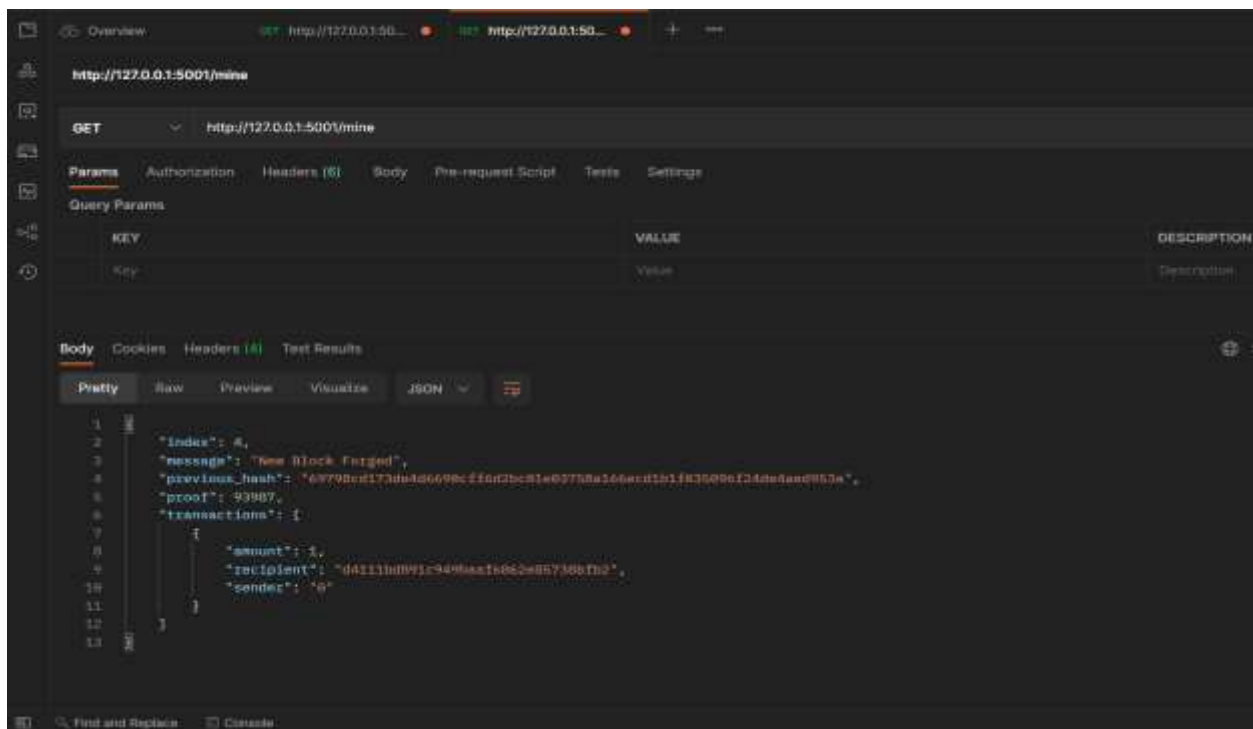 Overview GET http://127.0.0.1:50... GET http://127.0.0.1:50... + •••
http://127.0.0.1:5001/mine
GET http://127.0.0.1:5001/mine
Params Authorization Headers (6) Body Pre-request Script Tests Settings
Query Params
KEY VALUE DESCRIPTION
Key Value Description
Body Cookies Headers Test Results
Pretty Raw Preview Visualize JSON
1 {
2 "index": 4,
3 "message": "New Block Forged",
4 "previous_hash":
5 "proof": 93987,
6 "transactions": [
7 {
8 "amount": 1,
9 "recipient":
10 "sender": "0"
11 }
12 ]
13 }
Find and Replace Console